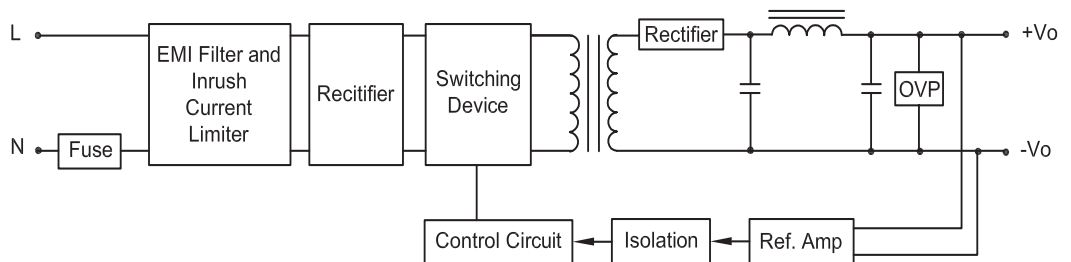 L
N
Fuse
EMI Filter and
Inrush
Current
Limiter
Recitifier
Switching
Device
Rectifier
OVP
+Vo
-Vo
Control Circuit
Isolation
Ref. Amp